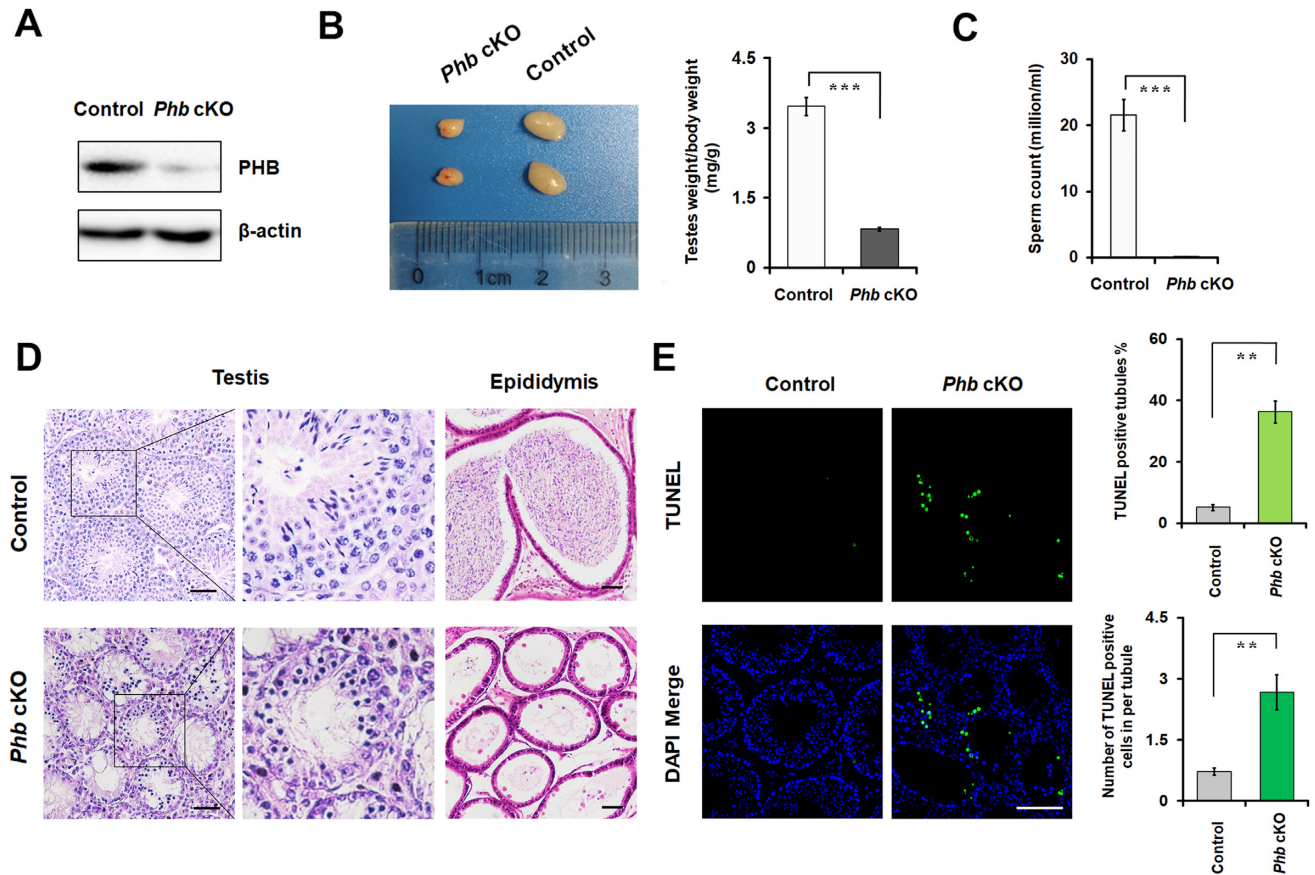 A
Control Phb cKO
PHB
β-actin
B
Phb cKO
Control
0 1cm 2 3
Testes weight/body weight
(mg/g)
4.5
3
1.5
0
***
Control Phb cKO
C
Sperm count (million/ml)
30
20
10
0
***
Control Phb cKO
D
Testis
Epididymis
Control
Phb cKO
E
Control
Phb cKO
TUNEL
DAPI Merge
TUNEL positive tubules %
60
40
20
0
**
Control
Phb cKO
Number of TUNEL positive
cells in per tubule
4.5
3
1.5
0
**
Control
Phb cKO